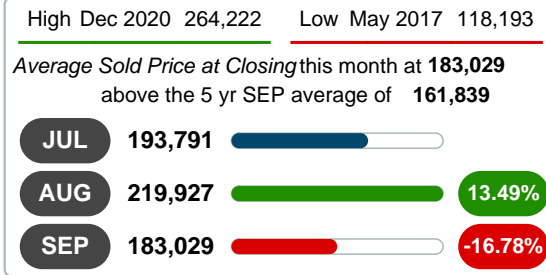 High Dec 2020 264,222 Low May 2017 118,193
Average Sold Price at Closing this month at 183,029
above the 5 yr SEP average of 161,839
JUL 193,791
AUG 219,927 13.49%
SEP 183,029 -16.78%